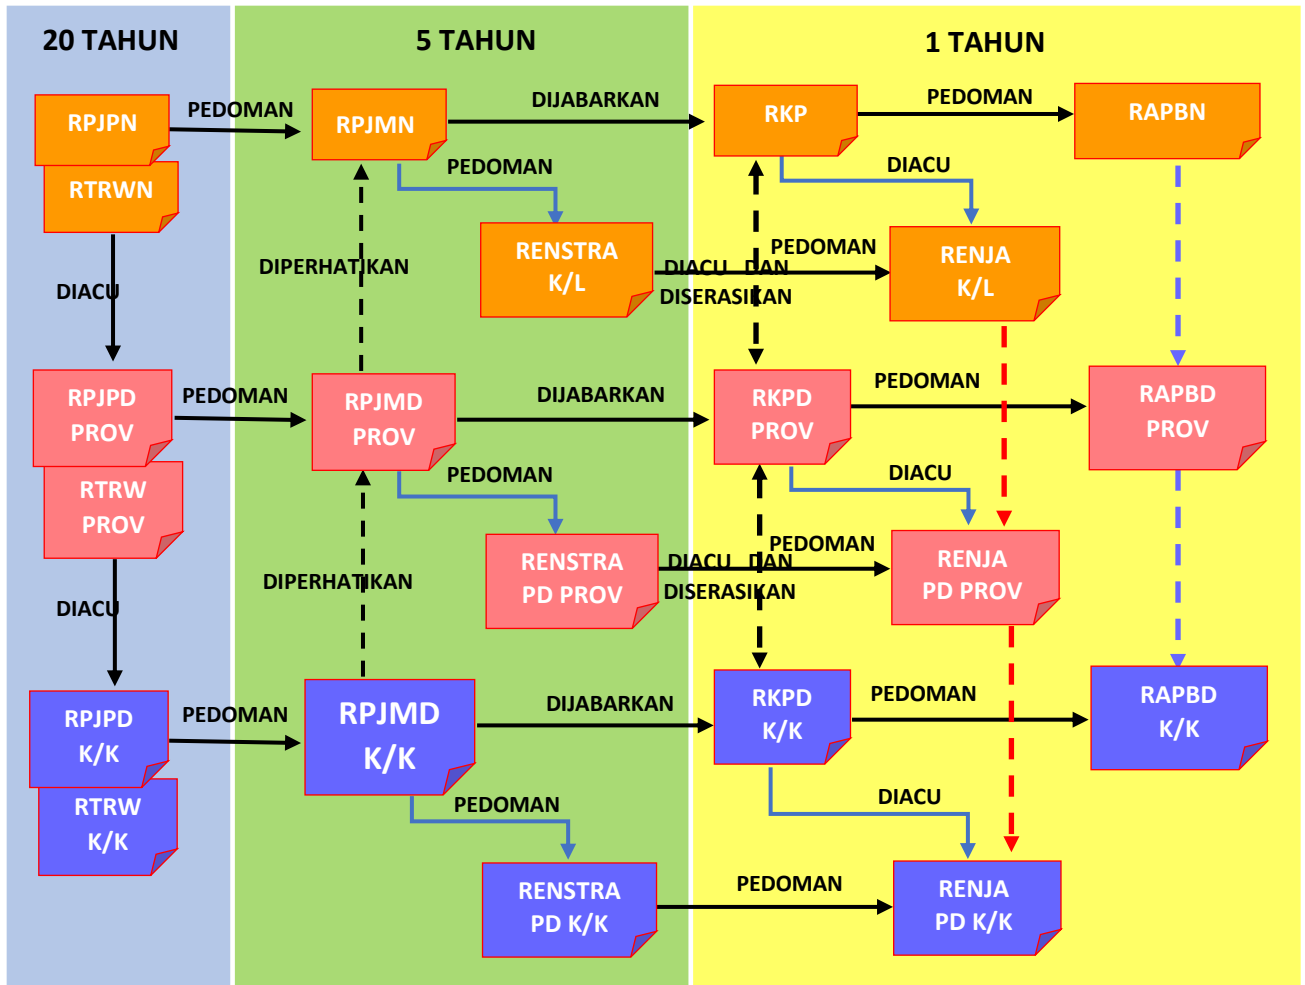 20 TAHUN
5 TAHUN
1 TAHUN
RPJPN
PEDOMAN
RPJMN
DIJABARKAN
RKP
PEDOMAN
RAPBN
RTRWN
PEDOMAN
DIACU
RENSTRA
K/L
PEDOMAN
RENJA
K/L
DIPERHATIKAN
DIACU DAN
DISERASIKAN
DIACU
RPJPD
PROV
PEDOMAN
RPJMD
PROV
DIJABARKAN
RKPD
PROV
PEDOMAN
RAPBD
PROV
RTRW
PROV
PEDOMAN
DIACU
RENSTRA
PD PROV
PEDOMAN
RENJA
PD PROV
DIPERHATIKAN
DIACU DAN
DISERASIKAN
DIACU
RPJPD
K/K
PEDOMAN
RPJMD
K/K
DIJABARKAN
RKPD
K/K
PEDOMAN
RAPBD
K/K
RTRW
K/K
PEDOMAN
DIACU
RENSTRA
PD K/K
PEDOMAN
RENJA
PD K/K